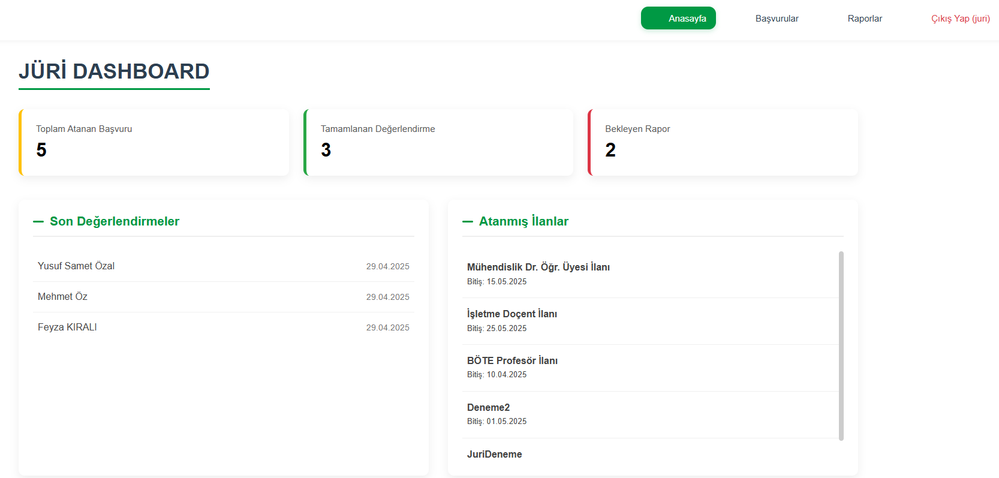 Anasayfa
Başvurular
Raporlar
Çıkış Yap (juri)
JÜRİ DASHBOARD
Toplam Atanan Başvuru
5
Tamamlanan Değerlendirme
3
Bekleyen Rapor
2
Son Değerlendirmeler
Yusuf Samet Özal 29.04.2025
Mehmet Öz 29.04.2025
Feyza KIRALI 29.04.2025
Atanmış İlanlar
Mühendislik Dr. Öğr. Üyesi İlanı
Bitiş: 15.05.2025
İşletme Doçent İlanı
Bitiş: 25.05.2025
BÖTE Profesör İlanı
Bitiş: 10.04.2025
Deneme2
Bitiş: 01.05.2025
JuriDeneme